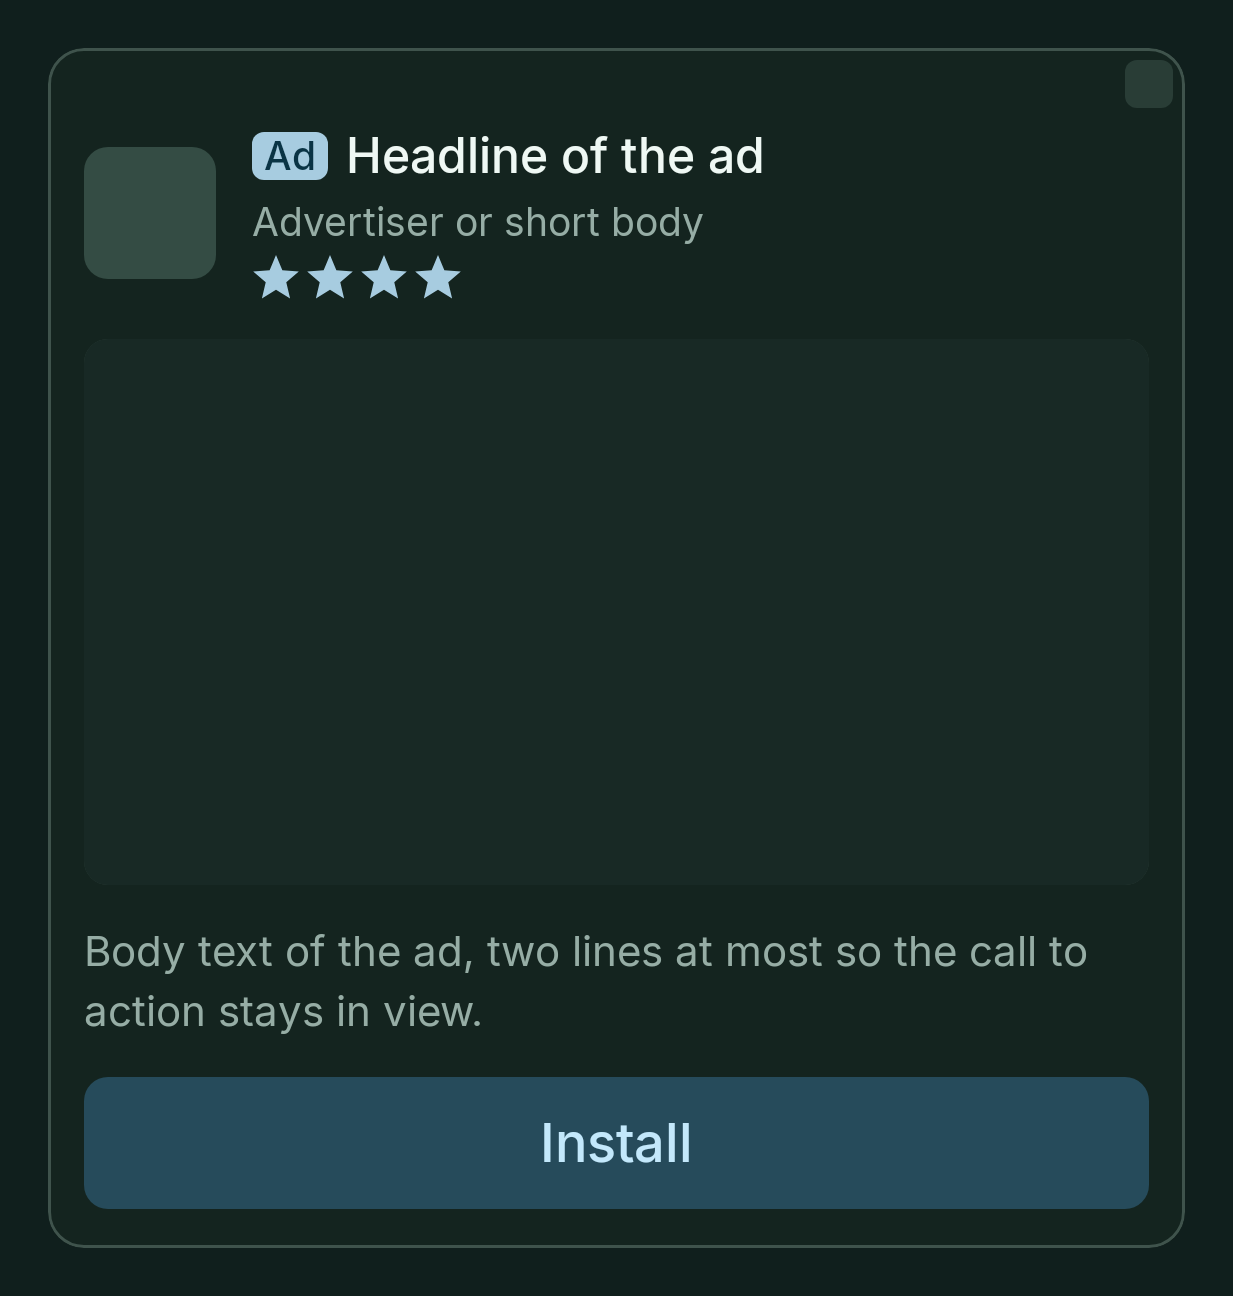 Ad Headline of the ad
Advertiser or short body
Body text of the ad, two lines at most so the call to
action stays in view.
Install